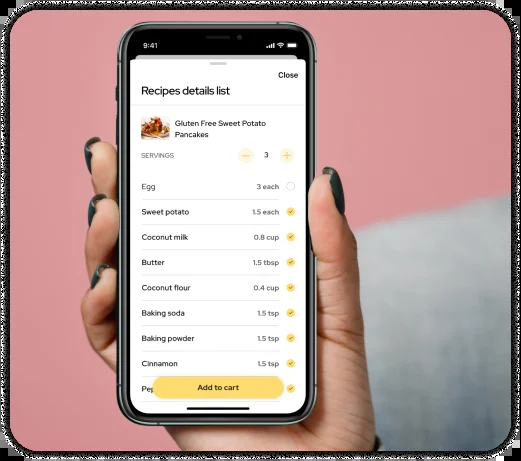 9:41
Close
Recipes details list
Gluten Free Sweet Potato
Pancakes
SERVINGS 3
Egg 3 each
Sweet potato 1.5 each
Coconut milk 0.8 cup
Butter 1.5 tbsp
Coconut flour 0.4 cup
Baking soda 1.5 tsp
Baking powder 1.5 tsp
Cinnamon 1.5 tsp
Add to cart